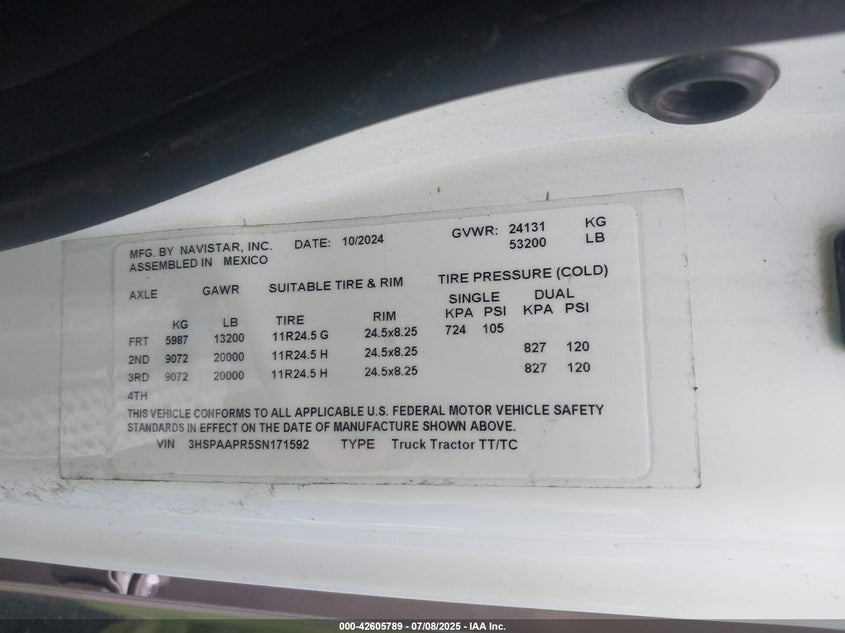 MFG. BY NAVISTAR, INC. DATE: 10/2024 GVWR: 24131 KG
ASSEMBLED IN MEXICO 53200 LB
AXLE GAWR SUITABLE TIRE & RIM TIRE PRESSURE (COLD)
SINGLE DUAL
KG LB TIRE RIM KPA PSI KPA PSI
FRT 5987 13200 11R24.5 G 24.5x8.25 724 105
2ND 9072 20000 11R24.5 H 24.5x8.25 827 120
3RD 9072 20000 11R24.5 H 24.5x8.25 827 120
4TH
THIS VEHICLE CONFORMS TO ALL APPLICABLE U.S. FEDERAL MOTOR VEHICLE SAFETY
STANDARDS IN EFFECT ON THE DATE OF MANUFACTURE SHOWN ABOVE.
VIN 3HSPAAPR5SN171592 TYPE Truck Tractor TT/TC
000-42605789 - 07/08/2025 - IAA Inc.